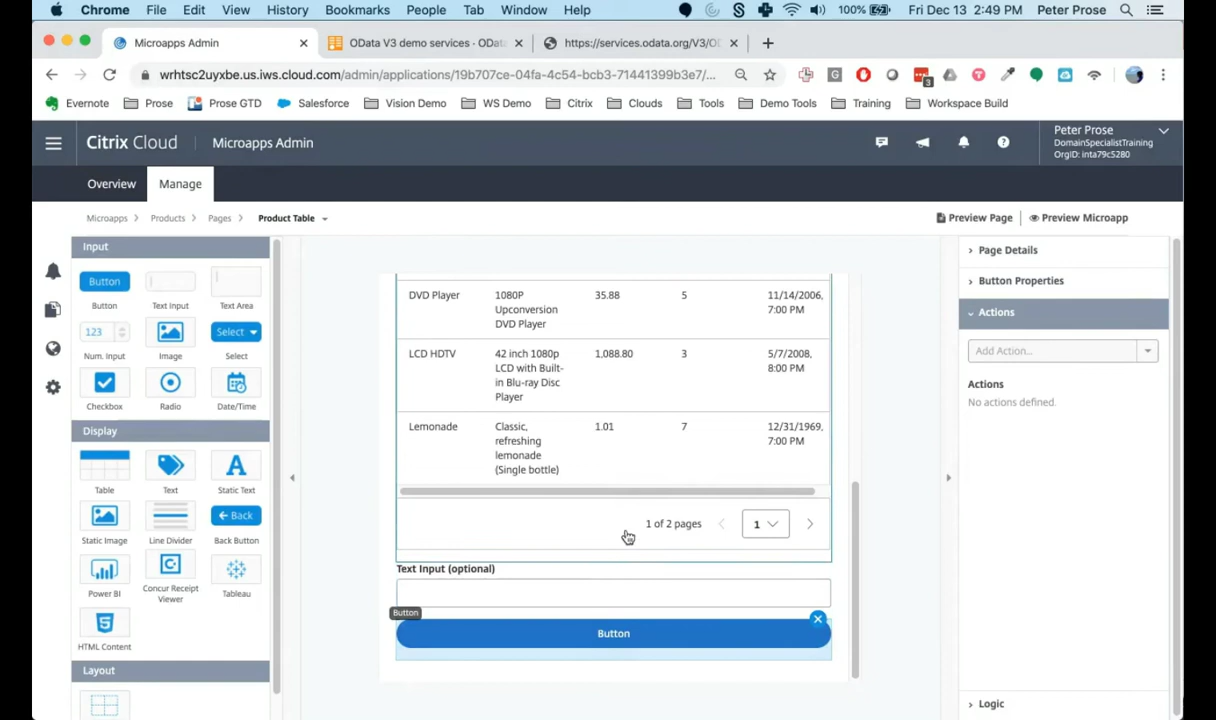 Chrome File Edit View History Bookmarks People Tab Window Help 100% Fri Dec 13 2:49 PM Peter Prose
Microapps Admin
OData V3 demo services - OData
https://services.odata.org/V3/OD
wrhtsc2uyxbe.us.iws.cloud.com/admin/applications/19b707ce-04fa-4c54-bcb3-71441399b3e7/...
3
Evernote Prose Prose GTD Salesforce Vision Demo WS Demo Citrix Clouds Tools Demo Tools Training Workspace Build
Citrix Cloud Microapps Admin
Peter Prose
DomainSpecialistTraining
OrgID: inta79c5280
Overview Manage
Microapps Products Pages Product Table
Preview Page Preview Microapp
Input
Button
Button Text Input Text Area
123 Select
Num. Input Image Select
Checkbox Radio Date/Time
Display
Table Text Static Text
Back
Static Image Line Divider Back Button
Power BI Concur Receipt Viewer Tableau
HTML Content
Layout
DVD Player 1080P 35.88 5 11/14/2006,
Upconversion 7:00 PM
DVD Player
LCD HDTV 42 inch 1080p 1,088.80 3 5/7/2008,
LCD with Built- 8:00 PM
in Blu-ray Disc
Player
Lemonade Classic, 1.01 7 12/31/1969,
refreshing 7:00 PM
lemonade
(Single bottle)
1 of 2 pages 1
Text Input (optional)
Button
Button
Page Details
Button Properties
Actions
Add Action...
Actions
No actions defined.
Logic